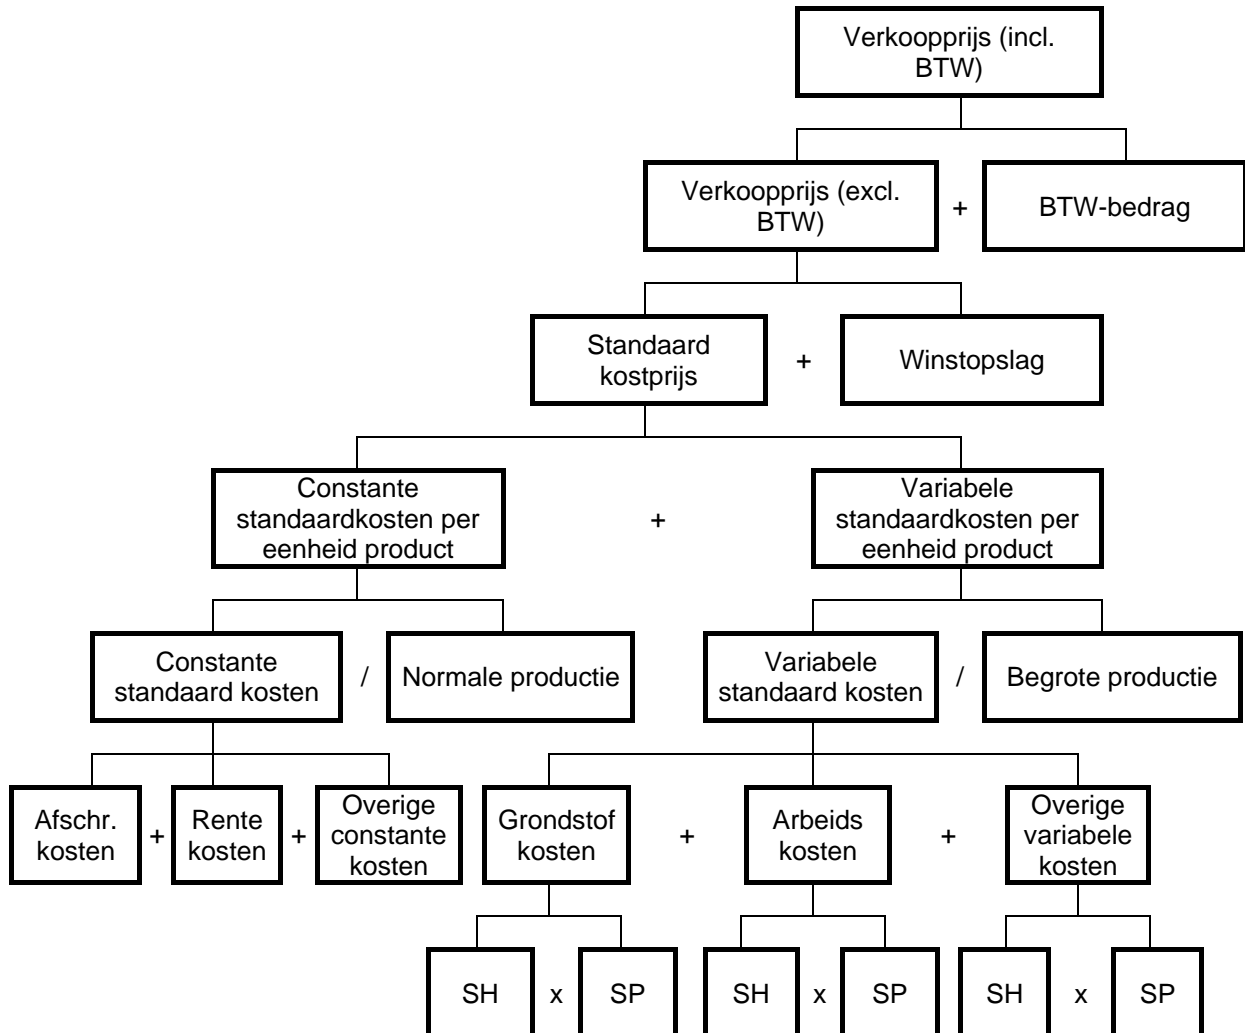 Verkoopprijs (incl.
BTW)
Verkoopprijs (excl.
BTW)
+
BTW-bedrag
Standaard
kostprijs
+
Winstopslag
Constante
standaardkosten per
eenheid product
+
Variabele
standaardkosten per
eenheid product
Constante
standaard kosten
/
Normale productie
Variabele
standaard kosten
/
Begrote productie
Afschr.
kosten
+
Rente
kosten
+
Overige
constante
kosten
Grondstof
kosten
+
Arbeids
kosten
+
Overige
variabele
kosten
SH
x
SP
SH
x
SP
SH
x
SP